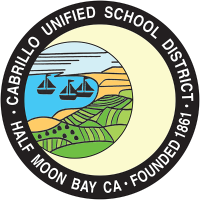 CABRILLO UNIFIED SCHOOL DISTRICT
HALF MOON BAY CA · FOUNDED 1861